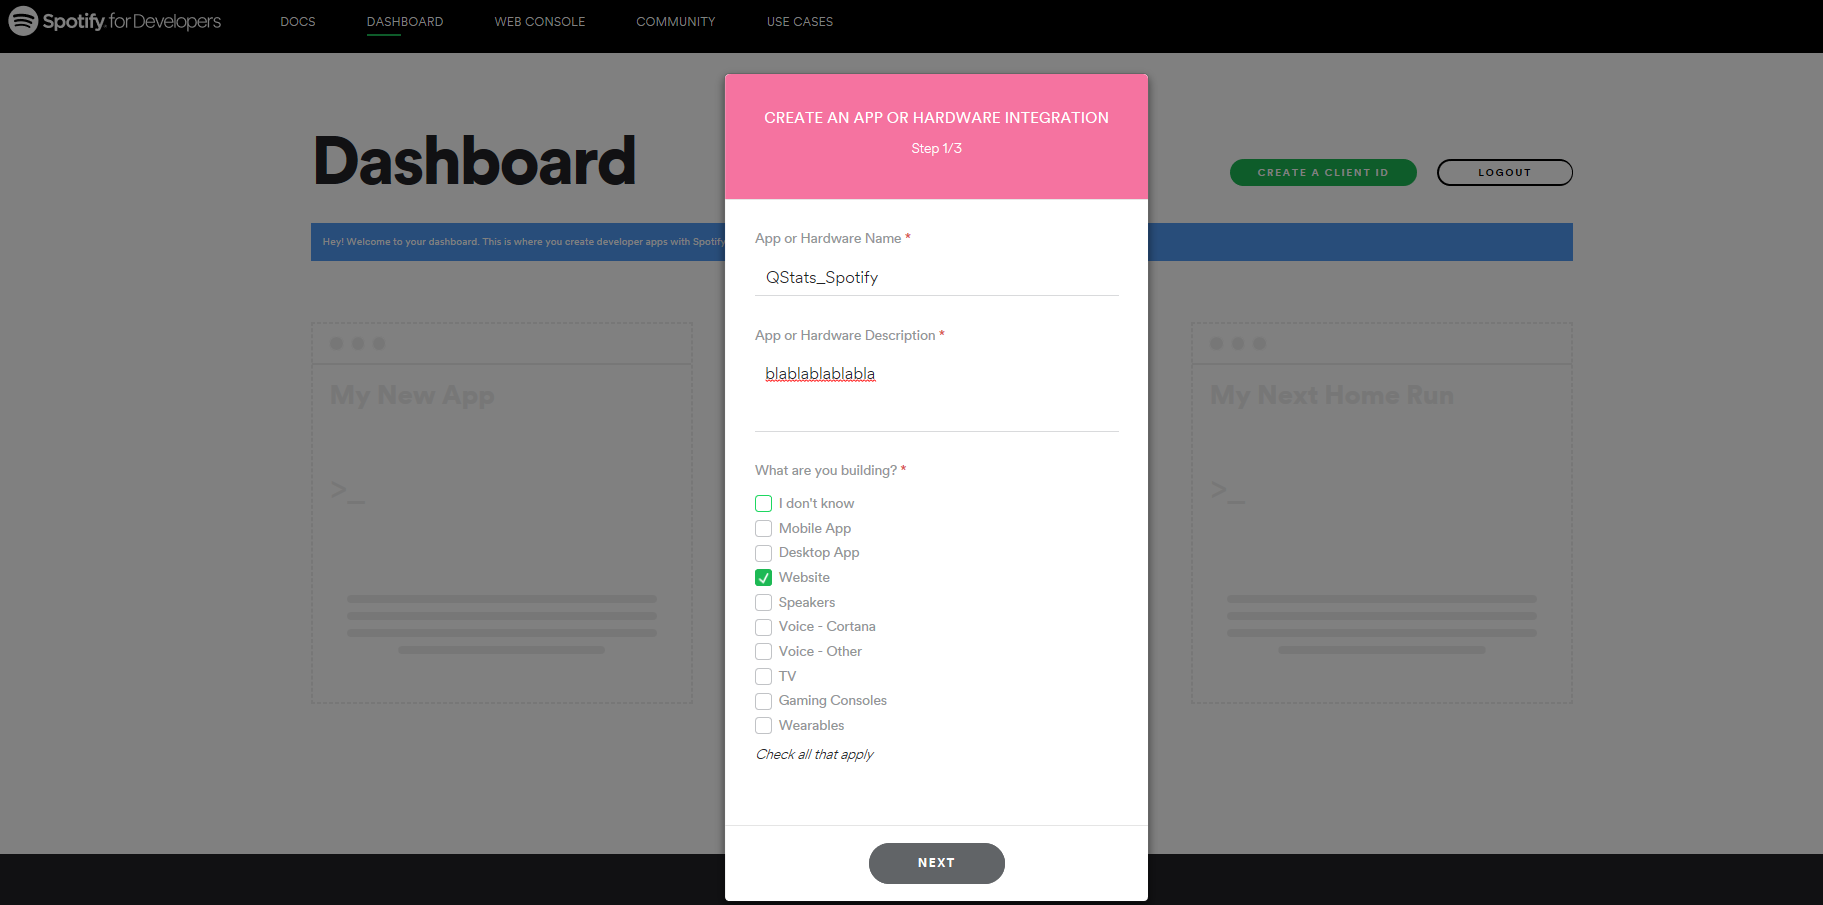 Spotify for Developers
DOCS
DASHBOARD
WEB CONSOLE
COMMUNITY
USE CASES
Dashboard
CREATE A CLIENT ID
LOGOUT
Hey! Welcome to your dashboard. This is where you create developer apps with Spotify
My New App
>_
My Next Home Run
>_
CREATE AN APP OR HARDWARE INTEGRATION
Step 1/3
App or Hardware Name *
QStats_Spotify
App or Hardware Description *
blablablablabla
What are you building? *
I don't know
Mobile App
Desktop App
Website
Speakers
Voice - Cortana
Voice - Other
TV
Gaming Consoles
Wearables
Check all that apply
NEXT